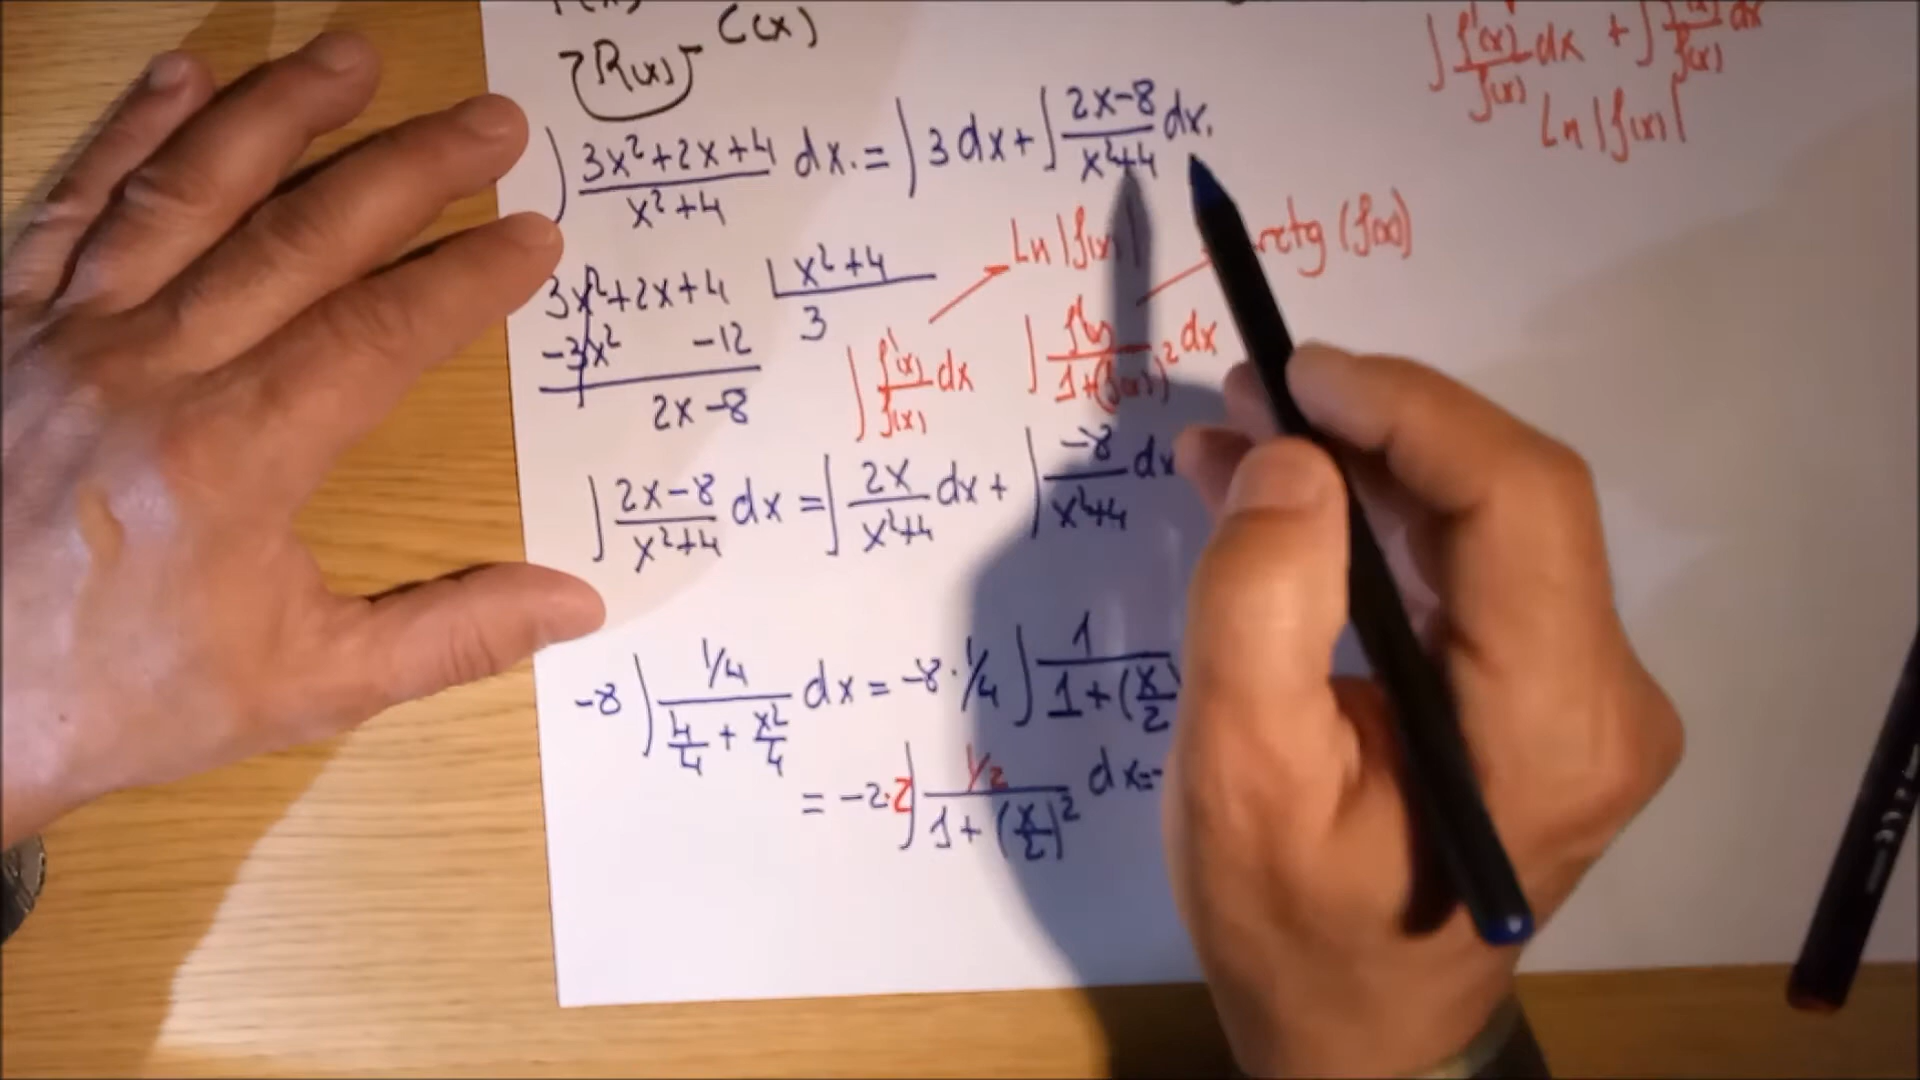 C(x)
R(x)
∫ f'(x)/f(x) dx + ∫
Ln |f(x)|
∫ (3x²+2x+4)/(x²+4) dx. = ∫ 3 dx + ∫ (2x-8)/(x²+4) dx.
Ln |f(x)|
(f(x))
3x²+2x+4 | x²+4
-3x² -12 3
2x-8
∫ f'(x)/f(x) dx ∫ f'(x)/(1+(f(x))²) dx
∫ (2x-8)/(x²+4) dx = ∫ 2x/(x²+4) dx + ∫ -8/(x²+4) dx
-8 ∫ (1/4)/(4/4 + x²/4) dx = -8·1/4 ∫ 1/(1+(x/2)
= -2·2 ∫ (1/2)/(1+(x/2)²) dx=-